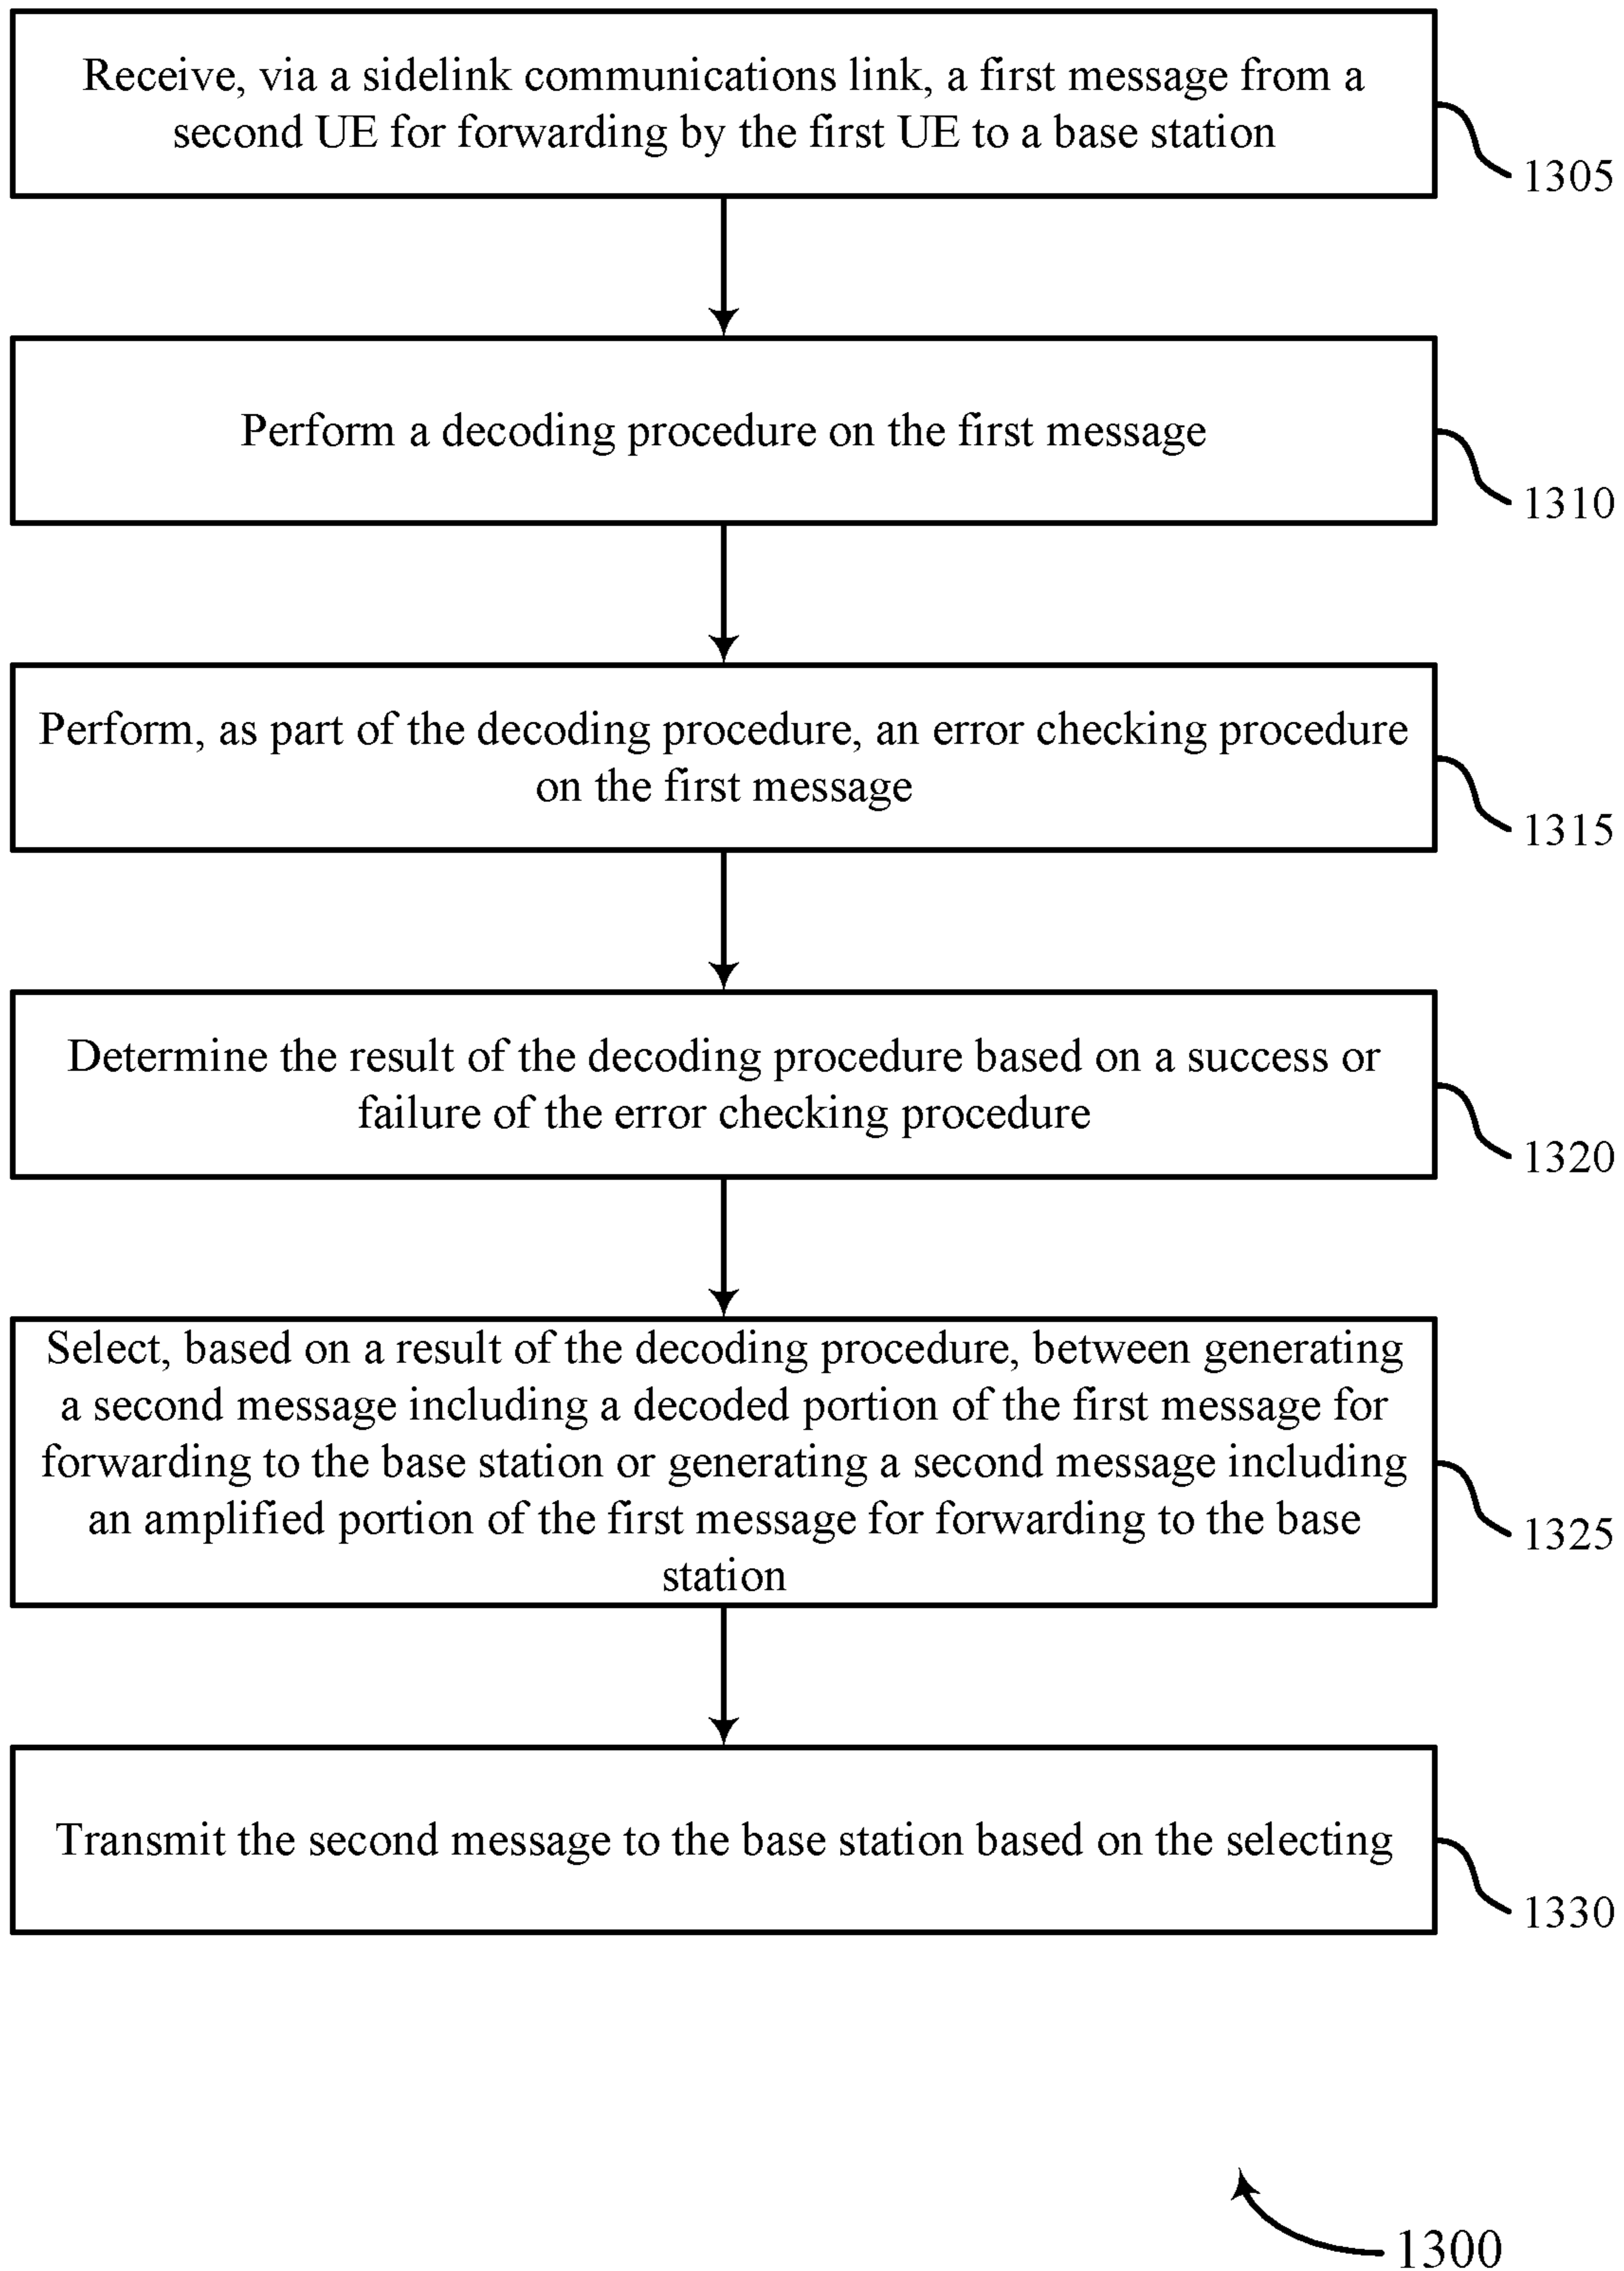 Receive, via a sidelink communications link, a first message from a
second UE for forwarding by the first UE to a base station
1305
Perform a decoding procedure on the first message
1310
Perform, as part of the decoding procedure, an error checking procedure
on the first message
1315
Determine the result of the decoding procedure based on a success or
failure of the error checking procedure
1320
Select, based on a result of the decoding procedure, between generating
a second message including a decoded portion of the first message for
forwarding to the base station or generating a second message including
an amplified portion of the first message for forwarding to the base
station
1325
Transmit the second message to the base station based on the selecting
1330
1300